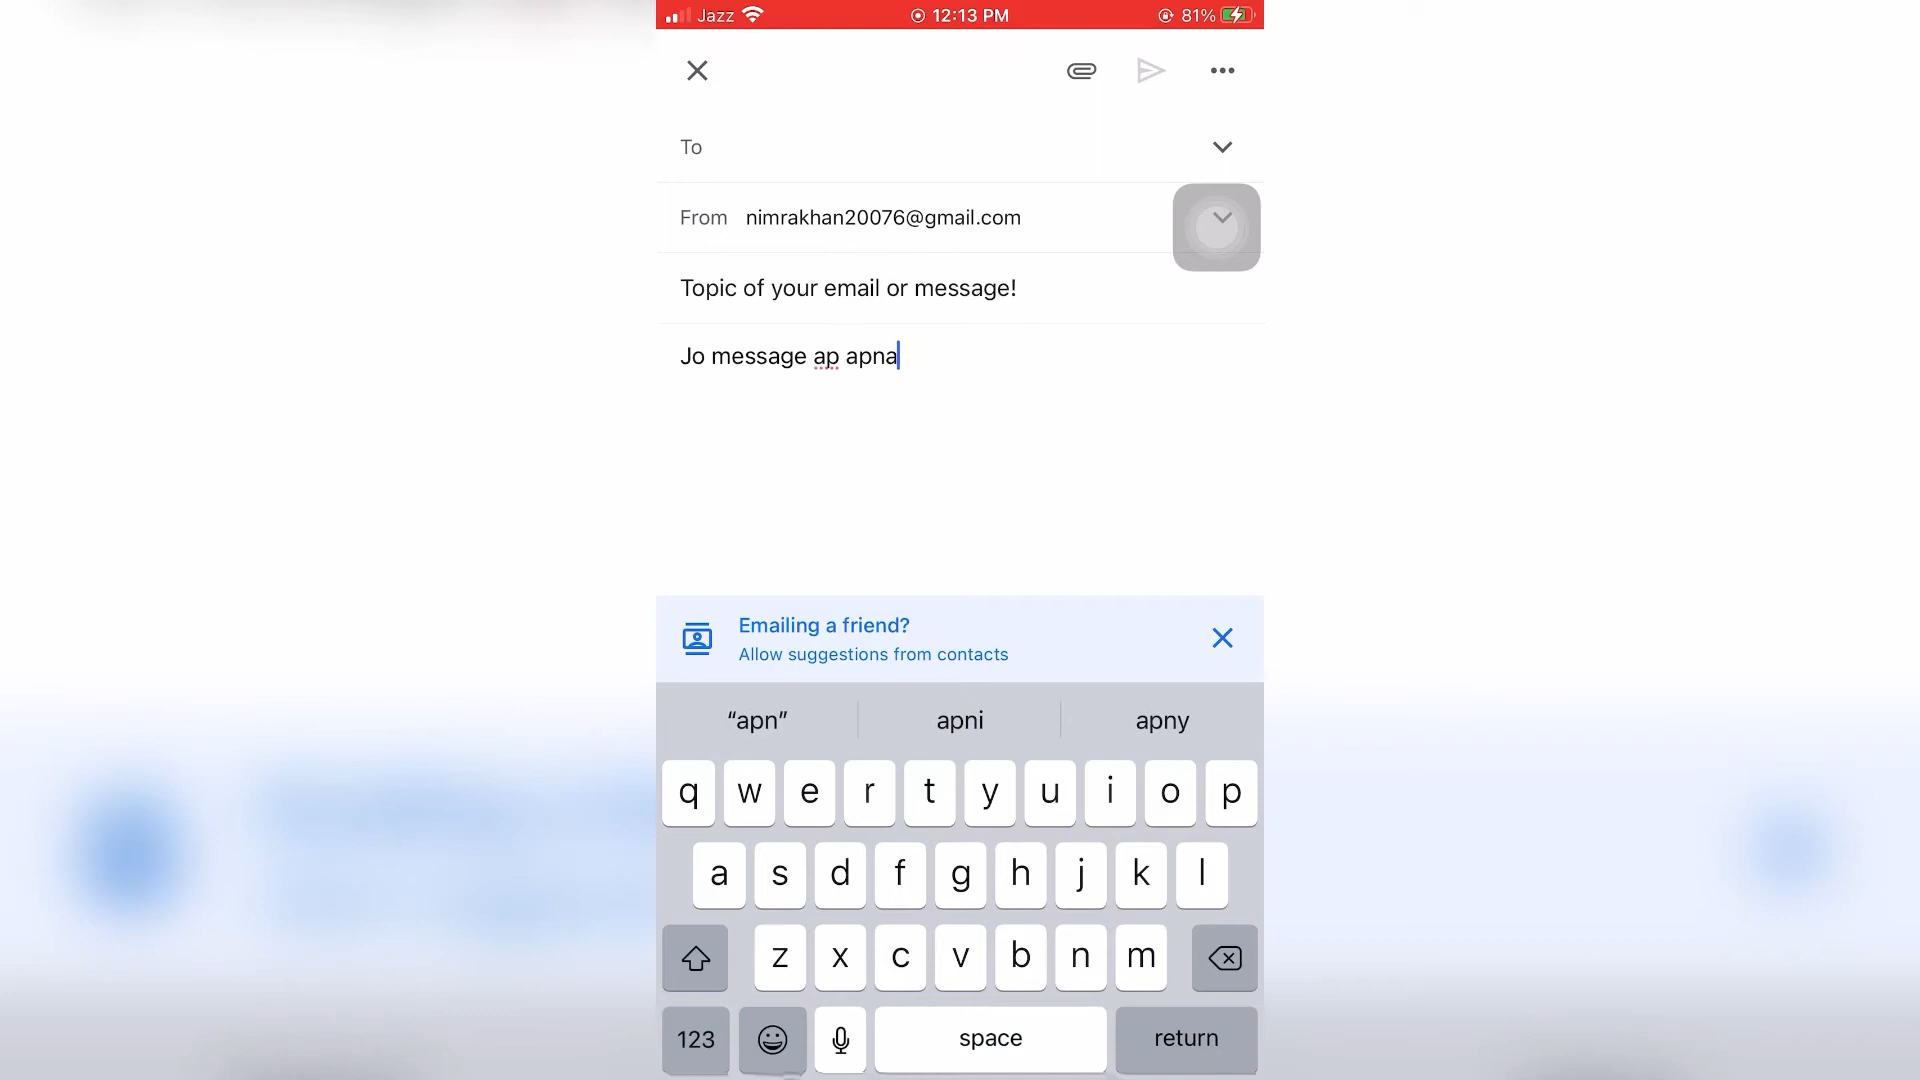 Jazz 12:13 PM 81%
To
From nimrakhan20076@gmail.com
Topic of your email or message!
Jo message ap apna
Emailing a friend?
Allow suggestions from contacts
“apn” apni apny
q w e r t y u i o p
a s d f g h j k l
z x c v b n m
123 space return